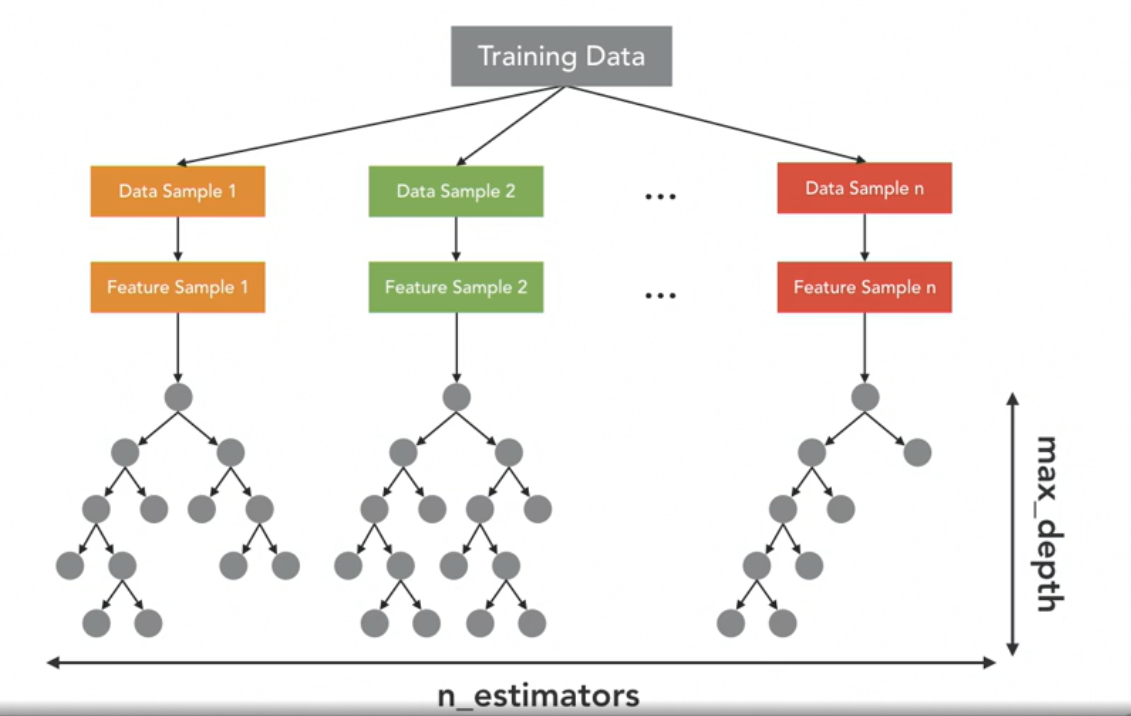 Training Data
Data Sample 1
Data Sample 2
...
Data Sample n
Feature Sample 1
Feature Sample 2
...
Feature Sample n
max_depth
n_estimators